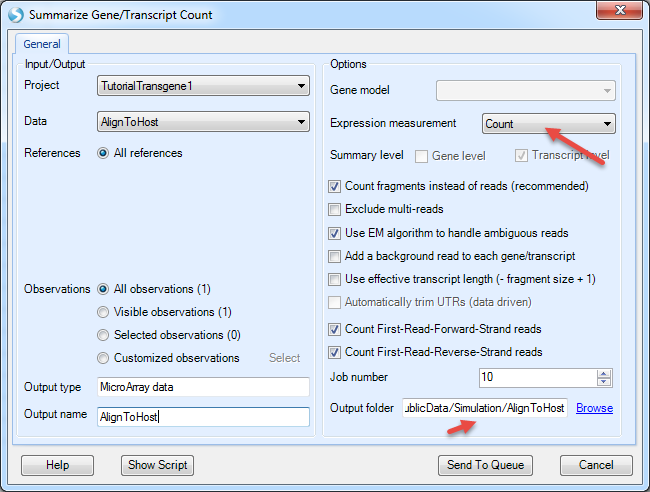 Summarize Gene/Transcript Count
General
Input/Output
Project
TutorialTransgene1
Data
AlignToHost
References
All references
Observations
All observations (1)
Visible observations (1)
Selected observations (0)
Customized observations
Select
Output type
MicroArray data
Output name
AlignToHost
Options
Gene model
Expression measurement
Count
Summary level
Gene level
Transcript level
Count fragments instead of reads (recommended)
Exclude multi-reads
Use EM algorithm to handle ambiguous reads
Add a background read to each gene/transcript
Use effective transcript length (- fragment size + 1)
Automatically trim UTRs (data driven)
Count First-Read-Forward-Strand reads
Count First-Read-Reverse-Strand reads
Job number
10
Output folder
ublicData/Simulation/AlignToHost
Browse
Help
Show Script
Send To Queue
Cancel